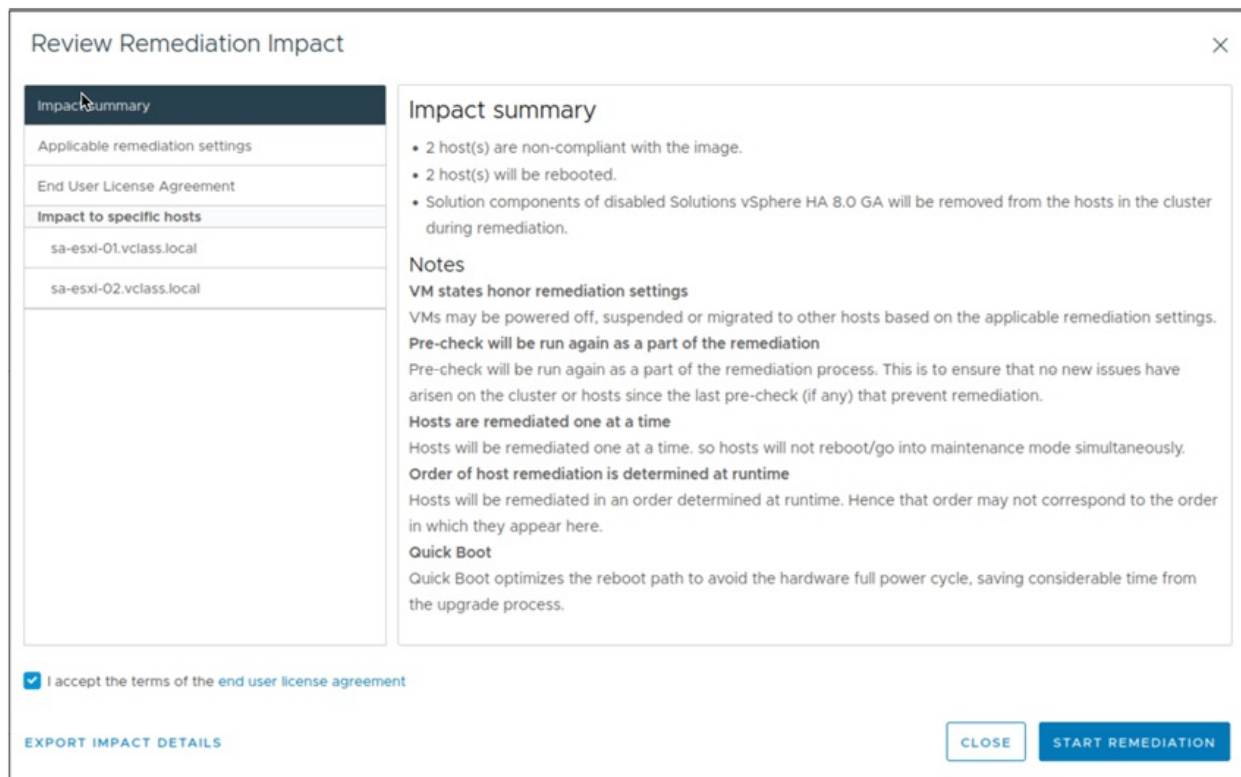 Review Remediation Impact
Impact summary
Applicable remediation settings
End User License Agreement
Impact to specific hosts
sa-esxi-01.vclass.local
sa-esxi-02.vclass.local
Impact summary
• 2 host(s) are non-compliant with the image.
• 2 host(s) will be rebooted.
• Solution components of disabled Solutions vSphere HA 8.0 GA will be removed from the hosts in the cluster
during remediation.
Notes
VM states honor remediation settings
VMs may be powered off, suspended or migrated to other hosts based on the applicable remediation settings.
Pre-check will be run again as a part of the remediation
Pre-check will be run again as a part of the remediation process. This is to ensure that no new issues have
arisen on the cluster or hosts since the last pre-check (if any) that prevent remediation.
Hosts are remediated one at a time
Hosts will be remediated one at a time. so hosts will not reboot/go into maintenance mode simultaneously.
Order of host remediation is determined at runtime
Hosts will be remediated in an order determined at runtime. Hence that order may not correspond to the order
in which they appear here.
Quick Boot
Quick Boot optimizes the reboot path to avoid the hardware full power cycle, saving considerable time from
the upgrade process.
I accept the terms of the end user license agreement
EXPORT IMPACT DETAILS
CLOSE
START REMEDIATION